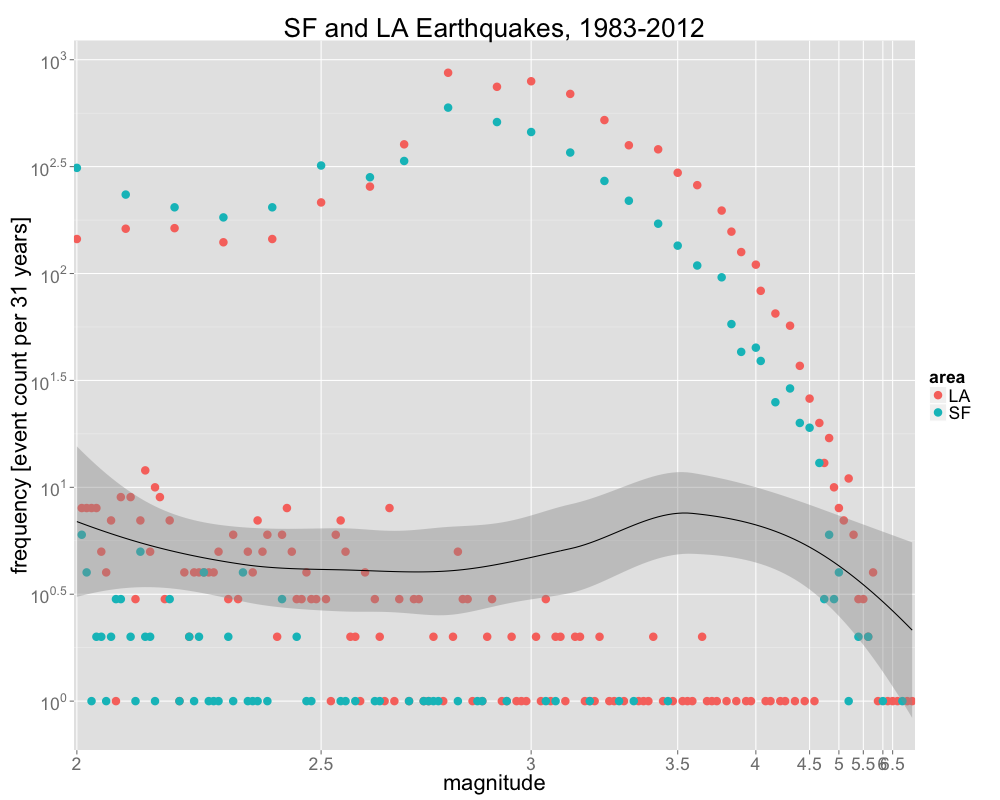 SF and LA Earthquakes, 1983-2012
frequency [event count per 31 years]
10^3
10^2.5
10^2
10^1.5
10^1
10^0.5
10^0
2 2.5 3 3.5 4 4.5 5 5.5 6 6.5
magnitude
area
LA
SF